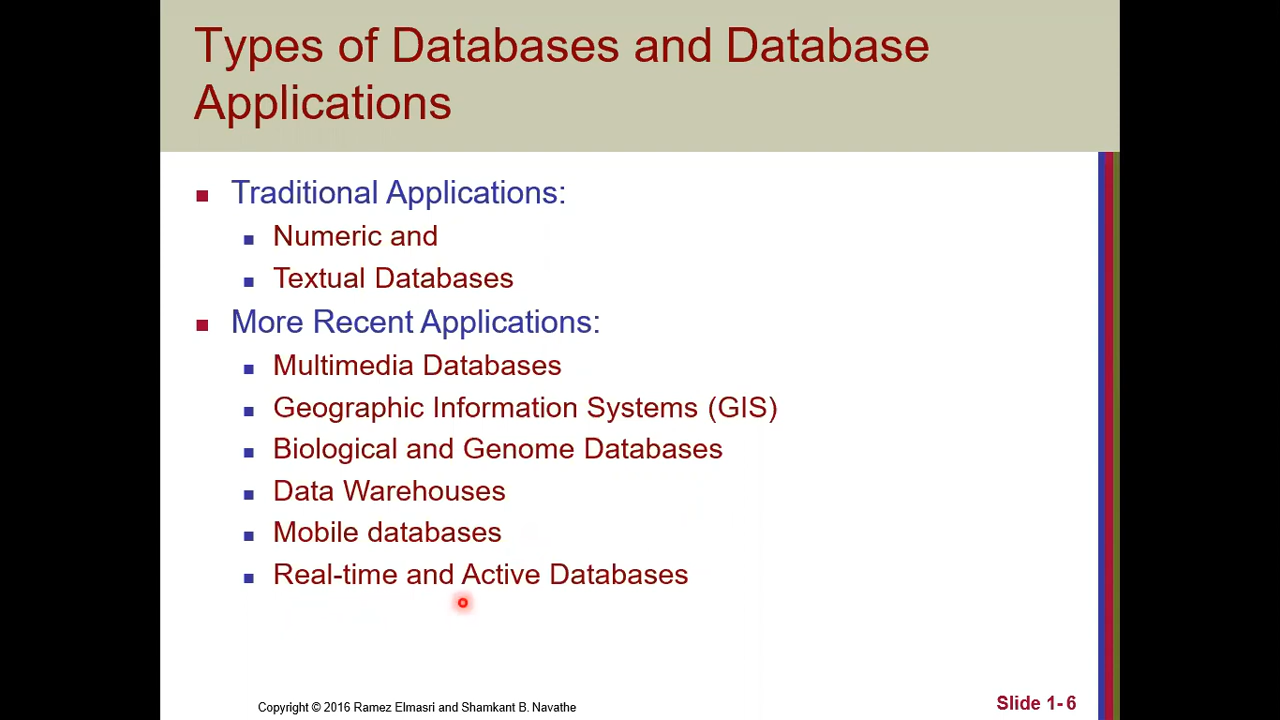 Types of Databases and Database
Applications
Traditional Applications:
Numeric and
Textual Databases
More Recent Applications:
Multimedia Databases
Geographic Information Systems (GIS)
Biological and Genome Databases
Data Warehouses
Mobile databases
Real-time and Active Databases
Copyright © 2016 Ramez Elmasri and Shamkant B. Navathe
Slide 1- 6